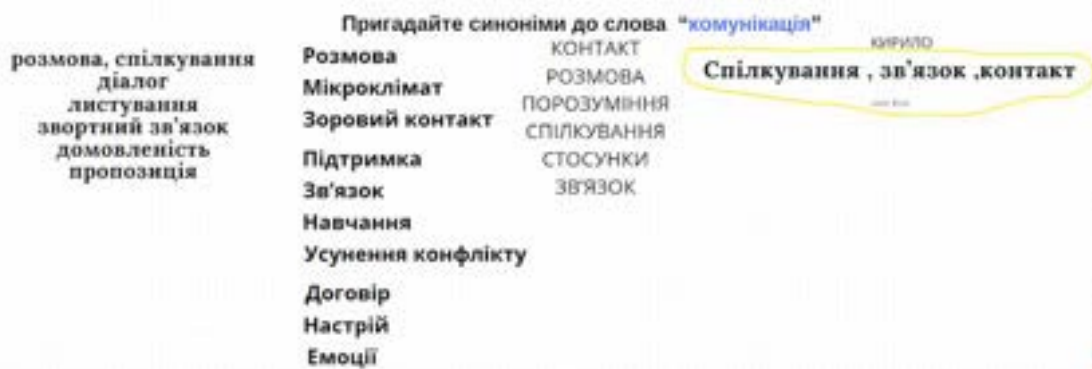 Пригадайте синоніми до слова "комунікація"
розмова, спілкування
діалог
листування
звортний зв'язок
домовленість
пропозиція
Розмова
Мікроклімат
Зоровий контакт
Підтримка
Зв'язок
Навчання
Усунення конфлікту
Договір
Настрій
Емоції
КОНТАКТ
РОЗМОВА
ПОРОЗУМІННЯ
СПІЛКУВАННЯ
СТОСУНКИ
ЗВ'ЯЗОК
КИРИЛО
Спілкування , зв'язок ,контакт